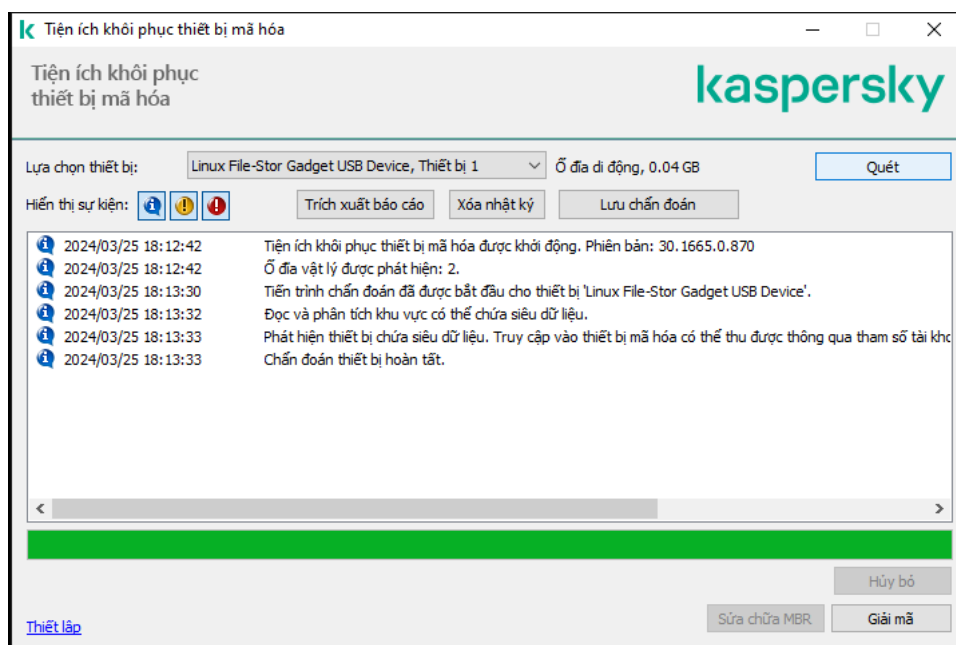 Tiện ích khôi phục thiết bị mã hóa
Tiện ích khôi phục
thiết bị mã hóa
kaspersky
Lựa chọn thiết bị: Linux File-Stor Gadget USB Device, Thiết bị 1 Ổ đĩa di động, 0.04 GB Quét
Hiển thị sự kiện: Trích xuất báo cáo Xóa nhật ký Lưu chẩn đoán
2024/03/25 18:12:42 Tiện ích khôi phục thiết bị mã hóa được khởi động. Phiên bản: 30.1665.0.870
2024/03/25 18:12:42 Ổ đĩa vật lý được phát hiện: 2.
2024/03/25 18:13:30 Tiến trình chẩn đoán đã được bắt đầu cho thiết bị 'Linux File-Stor Gadget USB Device'.
2024/03/25 18:13:32 Đọc và phân tích khu vực có thể chứa siêu dữ liệu.
2024/03/25 18:13:33 Phát hiện thiết bị chứa siêu dữ liệu. Truy cập vào thiết bị mã hóa có thể thu được thông qua tham số tài
2024/03/25 18:13:33 Chẩn đoán thiết bị hoàn tất.
Hủy bỏ
Thiết lập Sửa chữa MBR Giải mã